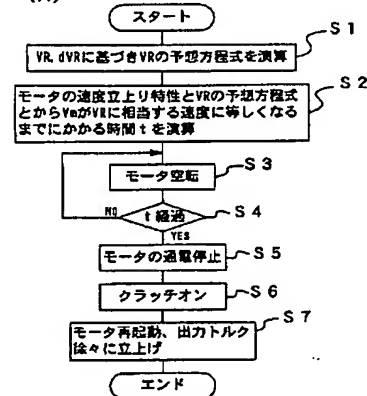 スタート
S1
VR、dVRに基づきVRの予想方程式を演算
S2
モータの速度立上り特性とVRの予想方程式
とからVmがVRに相当する速度に等しくなる
までにかかる時間tを演算
S3
モータ空転
NO
t経過
S4
YES
モータの通電停止
S5
クラッチオン
S6
モータ再起動、出力トルク
徐々に立上げ
S7
エンド